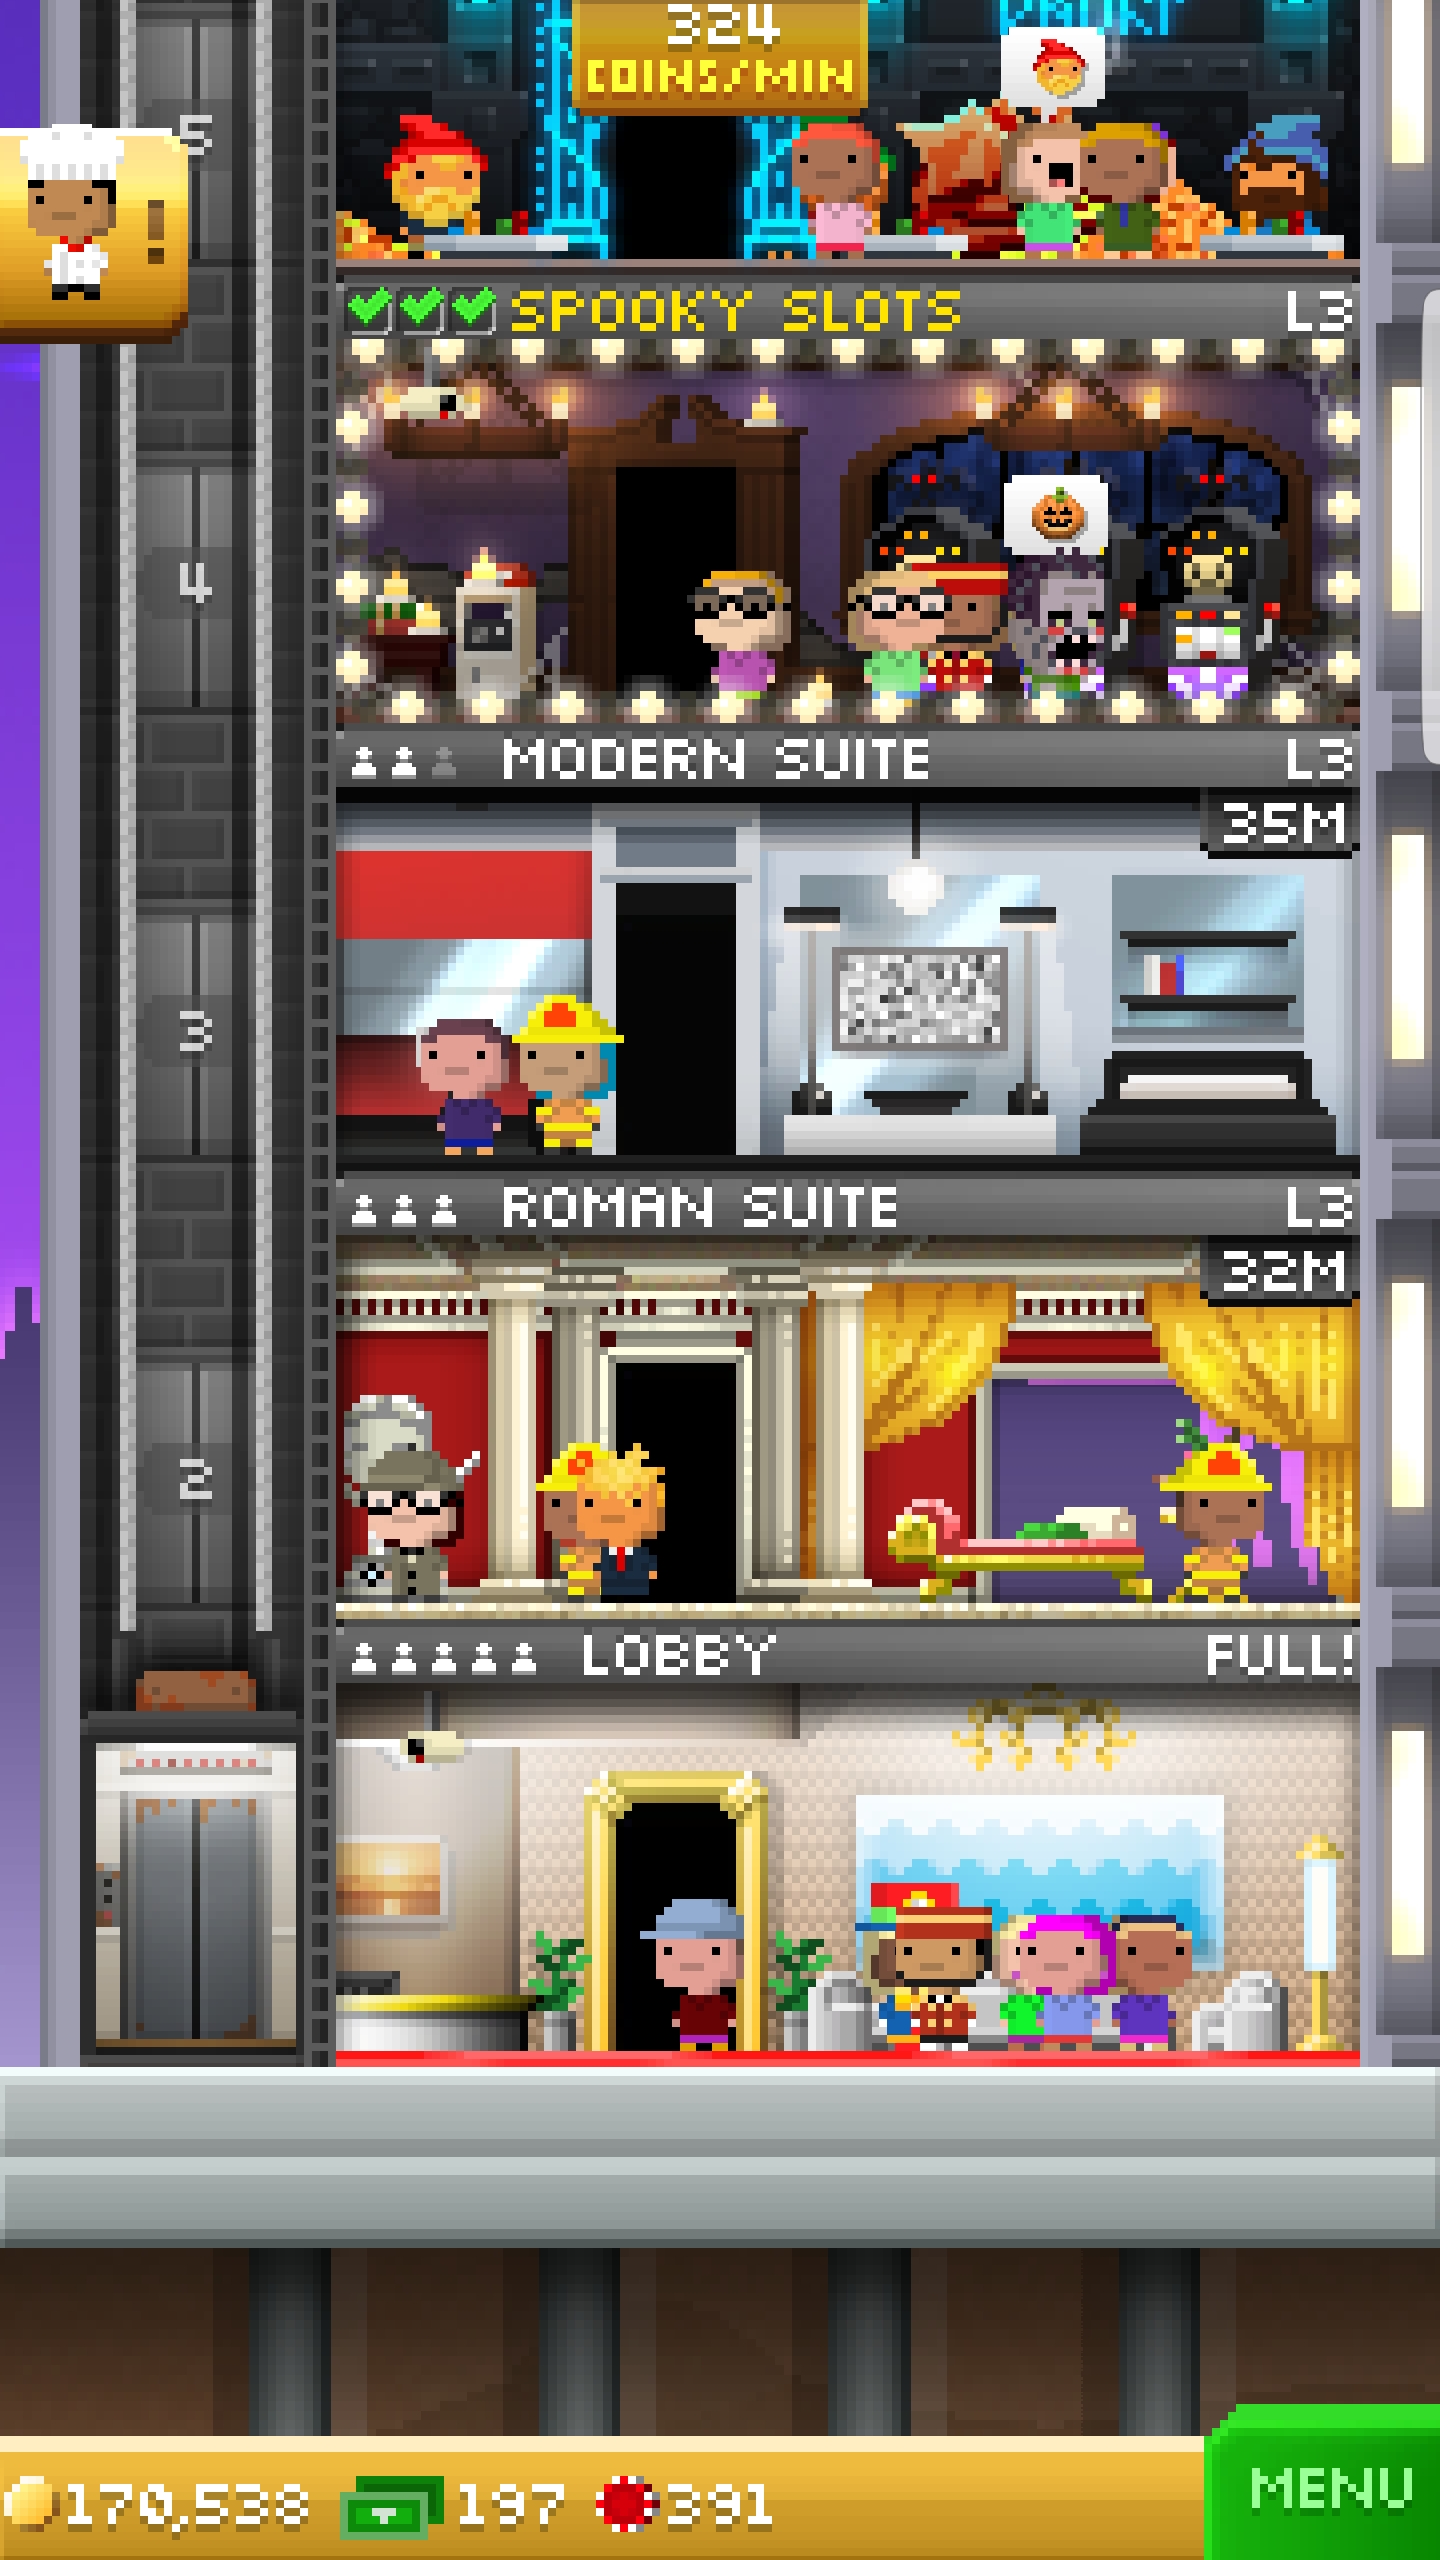 324
COINS/MIN
5
!
SPOOKY SLOTS L3
4
MODERN SUITE L3
35M
3
ROMAN SUITE L3
32M
2
LOBBY FULL!
170,538 197 391
MENU